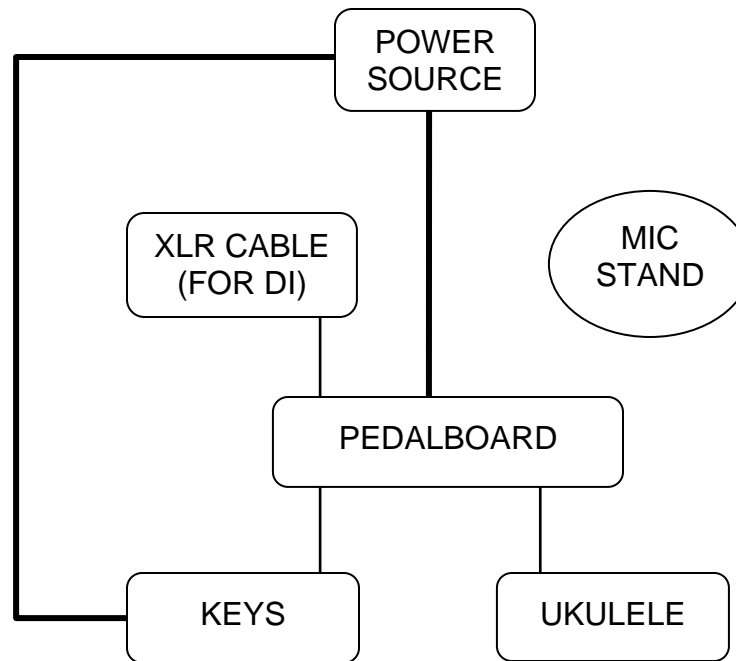 POWER
SOURCE
XLR CABLE
(FOR DI)
MIC
STAND
PEDALBOARD
KEYS
UKULELE